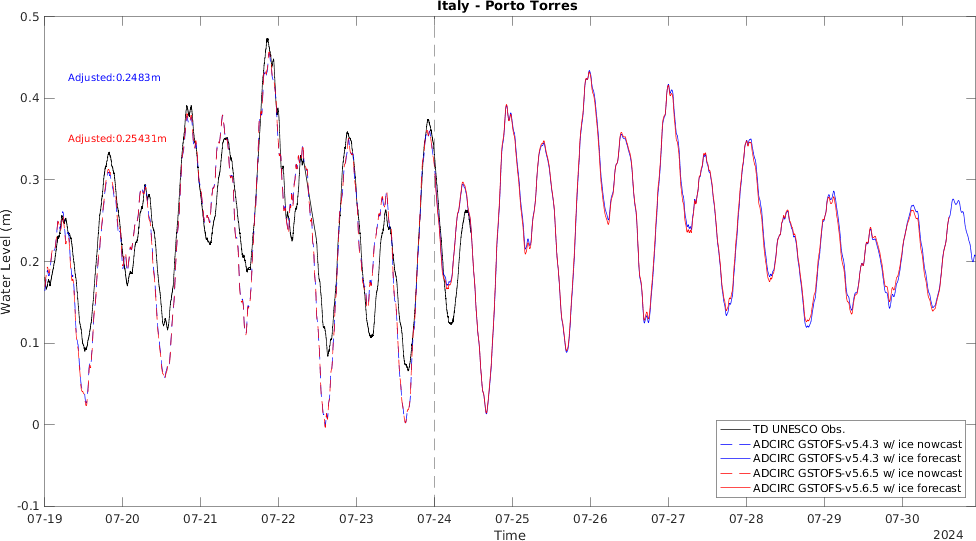 Italy - Porto Torres
Adjusted:0.2483m
Adjusted:0.25431m
Water Level (m)
0.5
0.4
0.3
0.2
0.1
0
-0.1
TD UNESCO Obs.
ADCIRC GSTOFS-v5.4.3 w/ ice nowcast
ADCIRC GSTOFS-v5.4.3 w/ ice forecast
ADCIRC GSTOFS-v5.6.5 w/ ice nowcast
ADCIRC GSTOFS-v5.6.5 w/ ice forecast
07-19 07-20 07-21 07-22 07-23 07-24 07-25 07-26 07-27 07-28 07-29 07-30
Time
2024